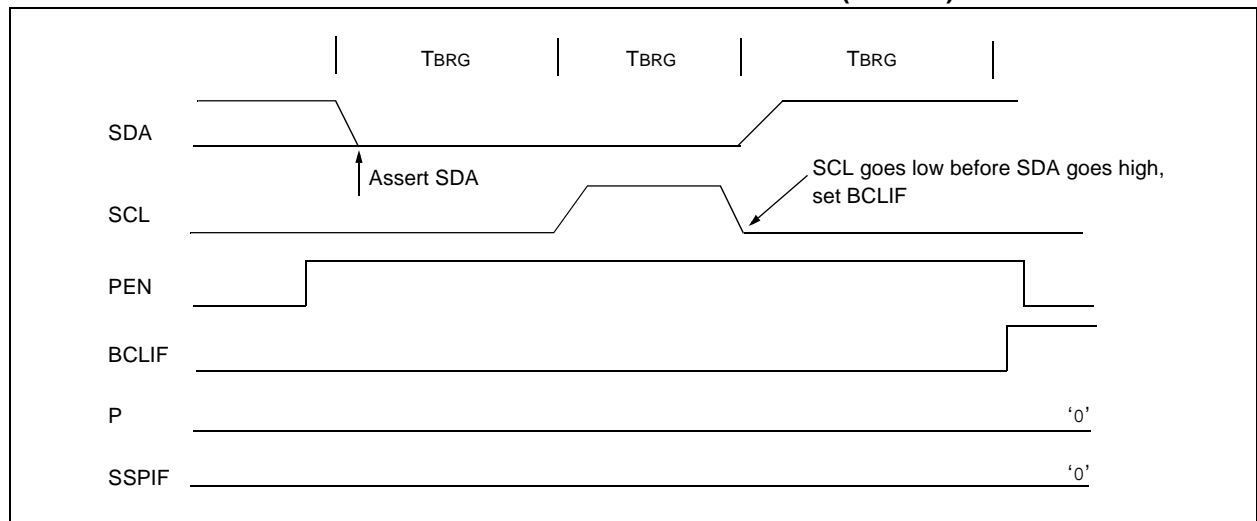 TBRG TBRG TBRG
SDA
Assert SDA
SCL goes low before SDA goes high,
set BCLIF
SCL
PEN
BCLIF
P
‘0’
SSPIF
‘0’